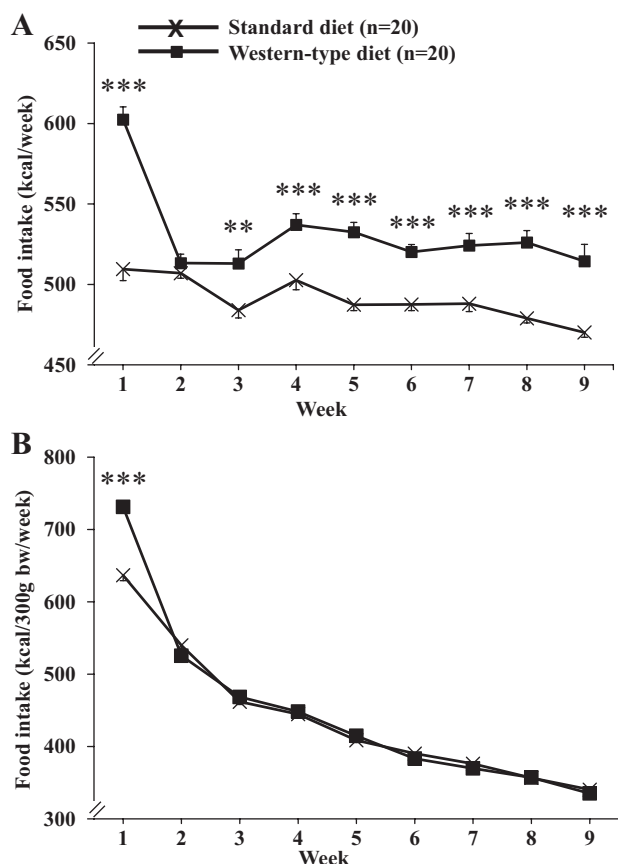 A
Standard diet (n=20)
Western-type diet (n=20)
Food intake (kcal/week)
650
600
550
500
450
***
**
***
***
***
***
***
***
1 2 3 4 5 6 7 8 9
Week
B
Food intake (kcal/300g bw/week)
800
700
600
500
400
300
***
1 2 3 4 5 6 7 8 9
Week